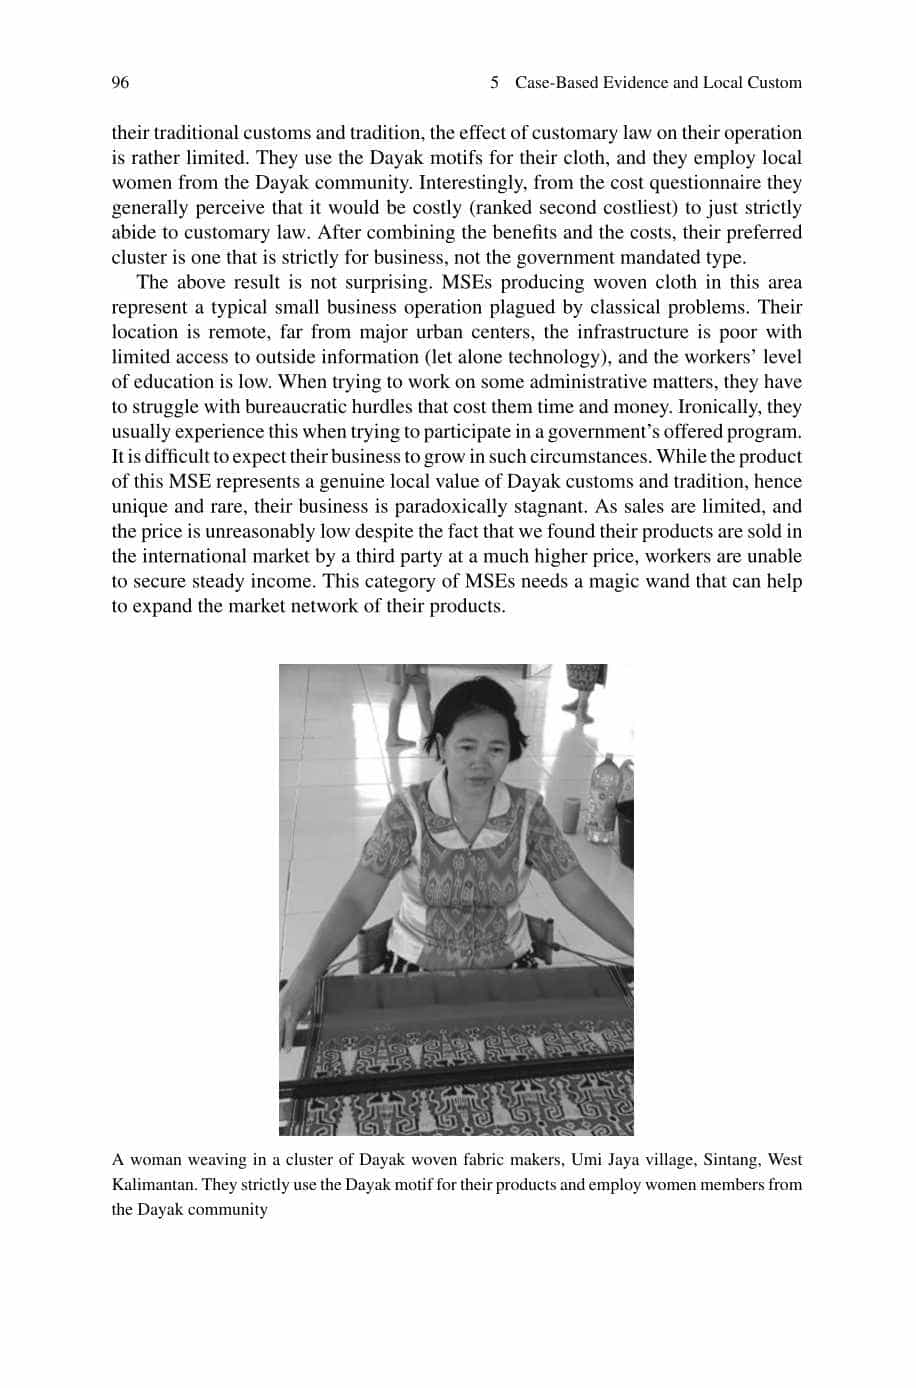 96
5 Case-Based Evidence and Local Custom
their traditional customs and tradition, the effect of customary law on their operation
is rather limited. They use the Dayak motifs for their cloth, and they employ local
women from the Dayak community. Interestingly, from the cost questionnaire they
generally perceive that it would be costly (ranked second costliest) to just strictly
abide to customary law. After combining the benefits and the costs, their preferred
cluster is one that is strictly for business, not the government mandated type.
The above result is not surprising. MSEs producing woven cloth in this area
represent a typical small business operation plagued by classical problems. Their
location is remote, far from major urban centers, the infrastructure is poor with
limited access to outside information (let alone technology), and the workers’ level
of education is low. When trying to work on some administrative matters, they have
to struggle with bureaucratic hurdles that cost them time and money. Ironically, they
usually experience this when trying to participate in a government’s offered program.
It is difficult to expect their business to grow in such circumstances. While the product
of this MSE represents a genuine local value of Dayak customs and tradition, hence
unique and rare, their business is paradoxically stagnant. As sales are limited, and
the price is unreasonably low despite the fact that we found their products are sold in
the international market by a third party at a much higher price, workers are unable
to secure steady income. This category of MSEs needs a magic wand that can help
to expand the market network of their products.
A woman weaving in a cluster of Dayak woven fabric makers, Umi Jaya village, Sintang, West
Kalimantan. They strictly use the Dayak motif for their products and employ women members from
the Dayak community